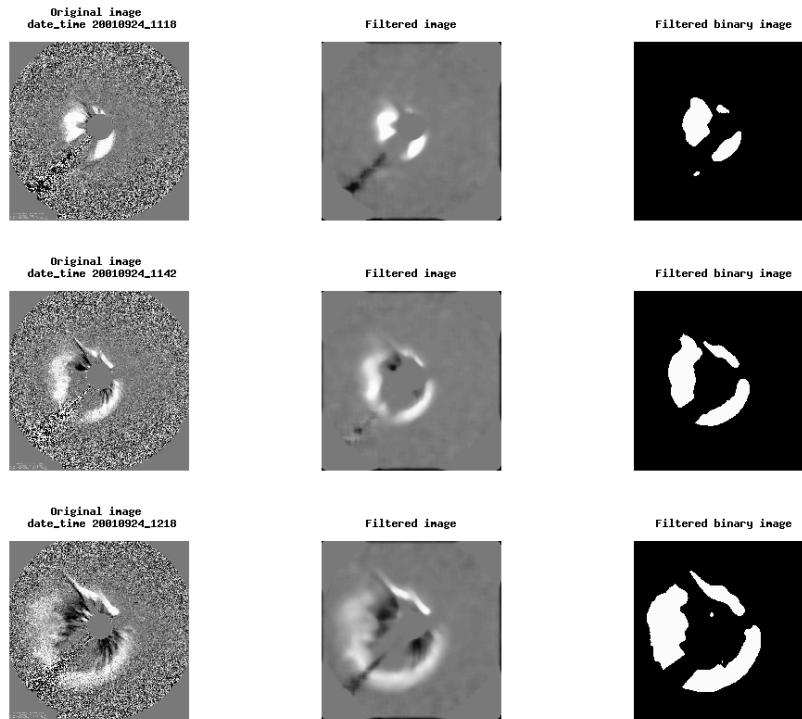 Original image
date_time 20010924_1118
Filtered image
Filtered binary image
Original image
date_time 20010924_1142
Filtered image
Filtered binary image
Original image
date_time 20010924_1218
Filtered image
Filtered binary image